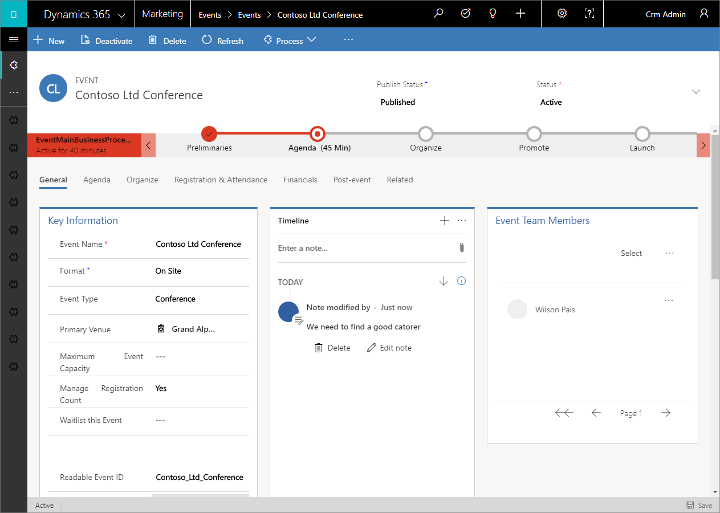 Dynamics 365 Marketing Events > Events > Contoso Ltd Conference Crm Admin
+ New Deactivate Delete Refresh Process ...
CL
EVENT
Contoso Ltd Conference
Publish Status *
Published
Status *
Active
EventMainBusinessProce...
Active for 40 minutes
Preliminaries
Agenda (45 Min)
Organize
Promote
Launch
General Agenda Organize Registration & Attendance Financials Post-event Related
Key Information
Event Name * Contoso Ltd Conference
Format * On Site
Event Type Conference
Primary Venue Grand Alp...
Maximum Event
Capacity
---
Manage Registration
Count
Yes
Waitlist this Event ---
Readable Event ID Contoso_Ltd_Conference
Timeline
Enter a note...
TODAY
Note modified by - Just now
We need to find a good catorer
Delete Edit note
Event Team Members
Select ...
Wilson Pais ...
Page 1
Active Save